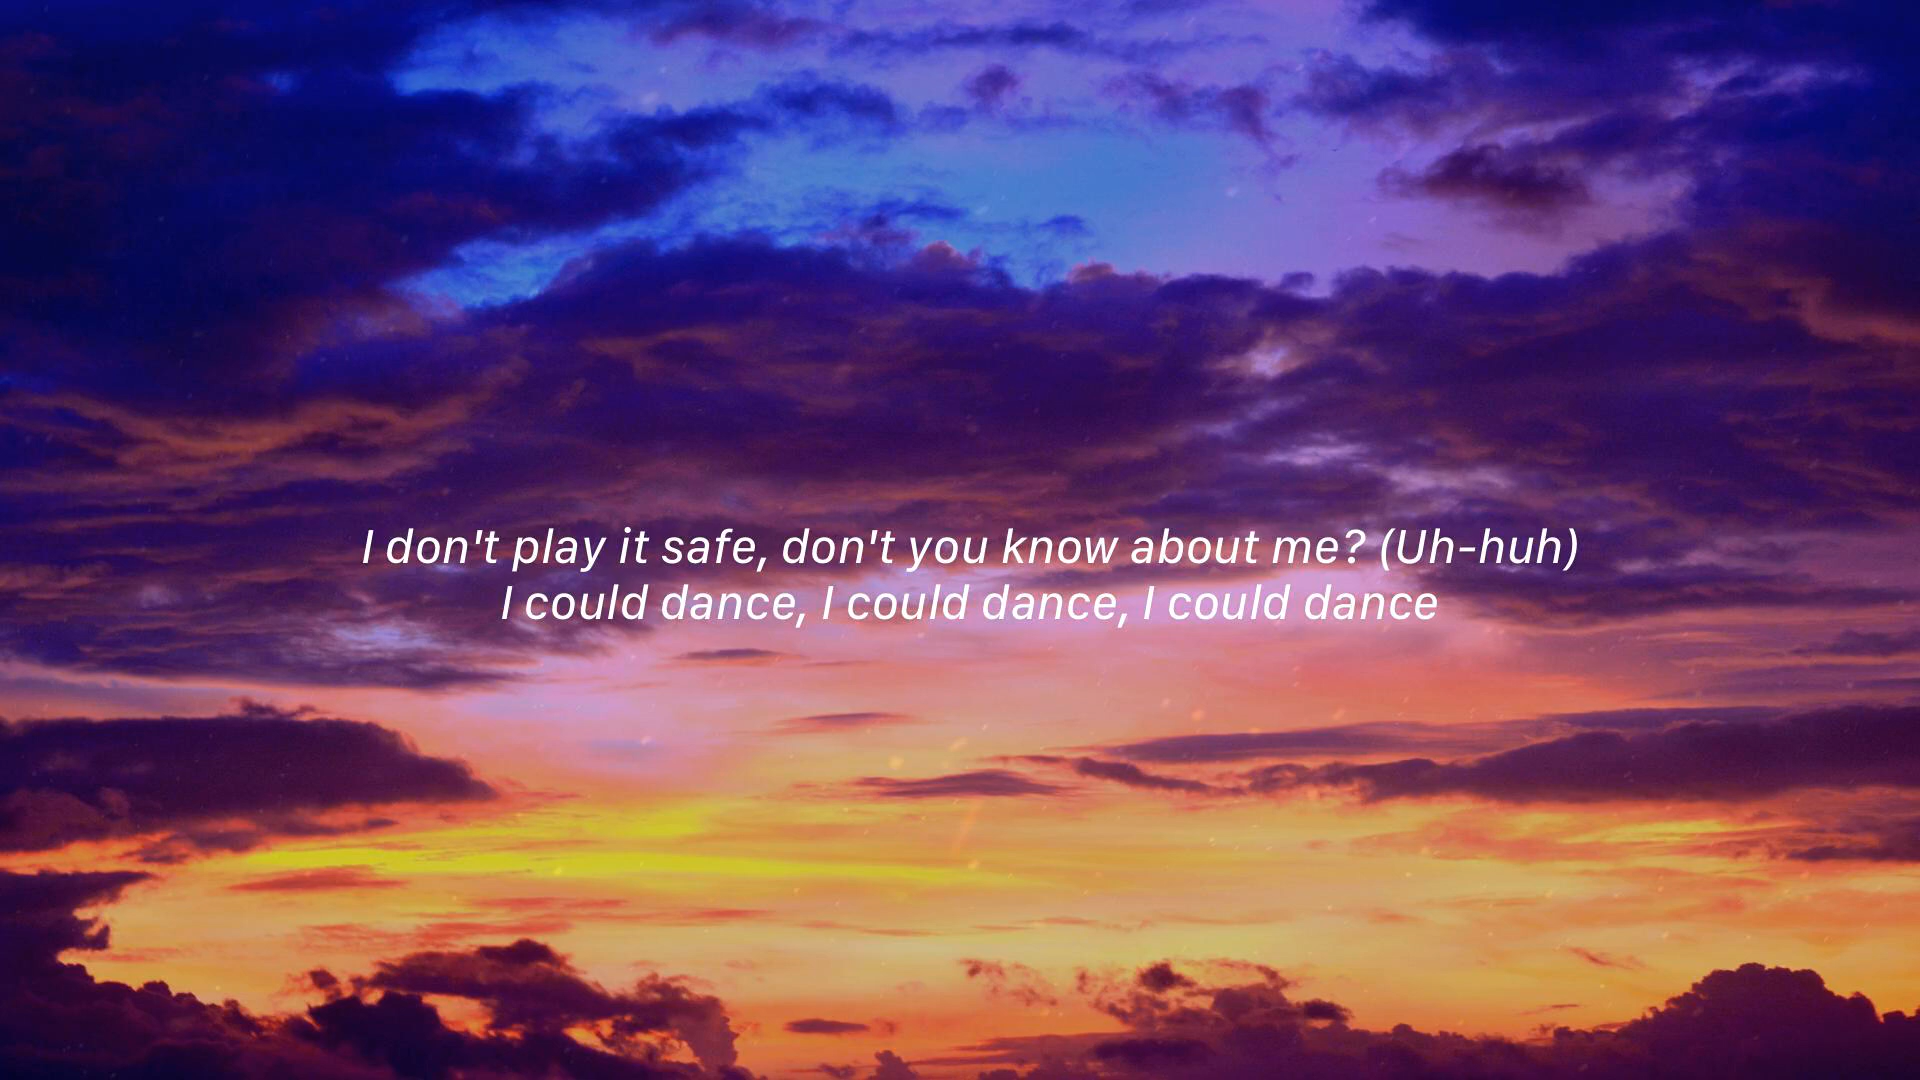 I don't play it safe, don't you know about me? (Uh-huh)
I could dance, I could dance, I could dance